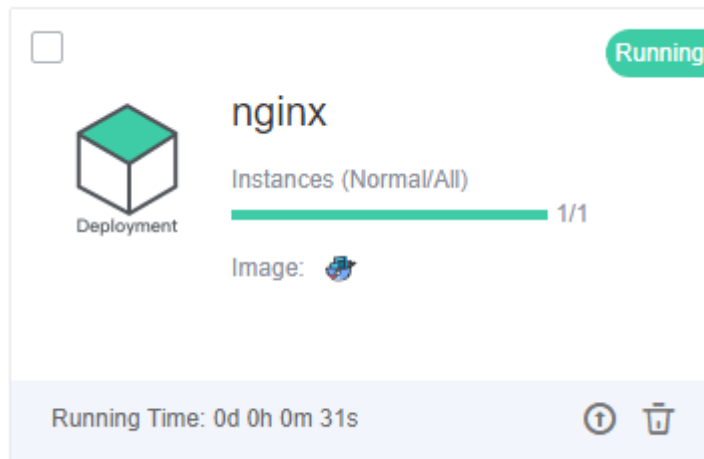 Running
nginx
Instances (Normal/All)
1/1
Deployment
Image:
Running Time: 0d 0h 0m 31s